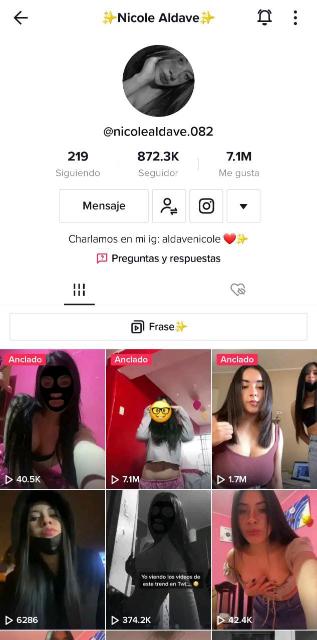 ✨Nicole Aldave✨
@nicolealdave.082
219 872.3K 7.1M
Siguiendo Seguidor Me gusta
Mensaje
Charlamos en mi ig: aldavenicole ❤️✨
Preguntas y respuestas
Frase✨
Anclado Anclado Anclado
40.5K 7.1M 1.7M
Yo viendo los videos de
este trend en Twt...
6286 374.2K 42.4K